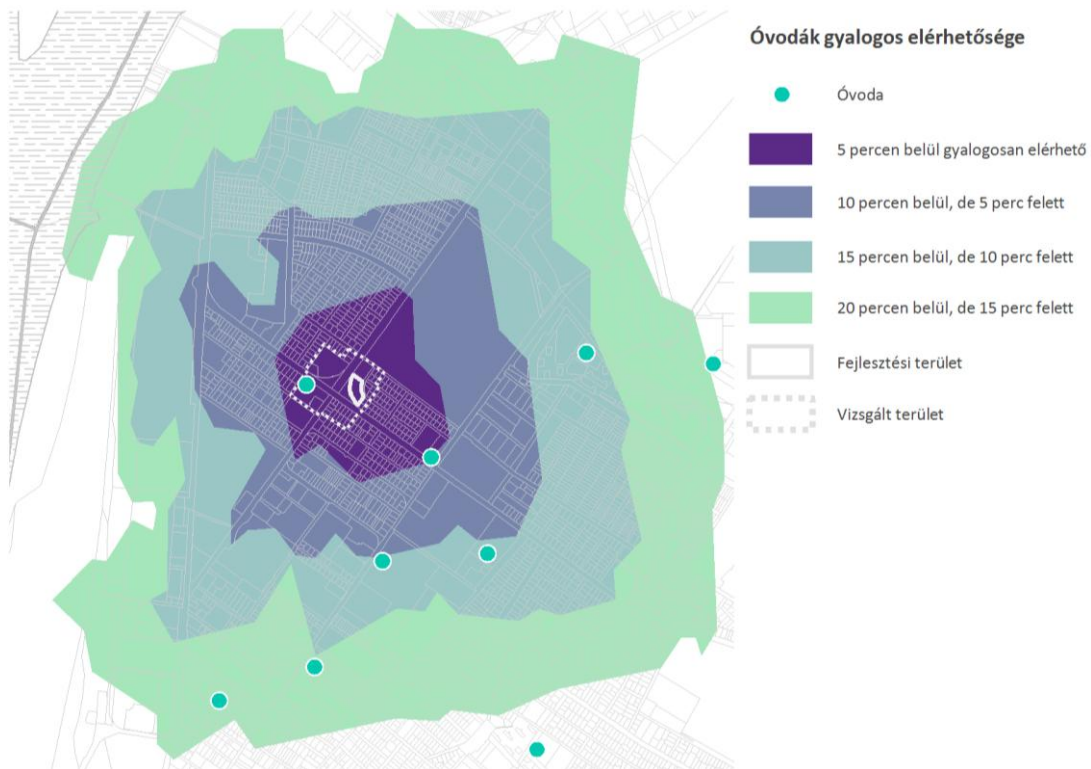 Óvodák gyalogos elérhetősége
Óvoda
5 percen belül gyalogosan elérhető
10 percen belül, de 5 perc felett
15 percen belül, de 10 perc felett
20 percen belül, de 15 perc felett
Fejlesztési terület
Vizsgált terület